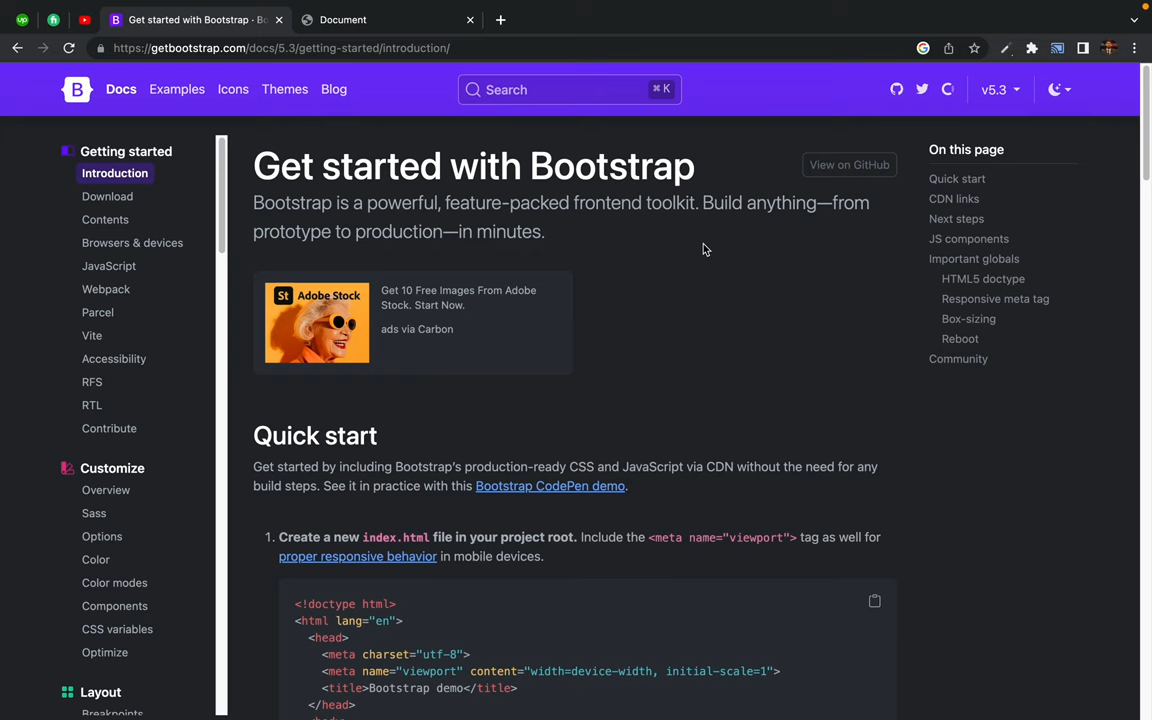 up
fi
Get started with Bootstrap · Bo
Document
https://getbootstrap.com/docs/5.3/getting-started/introduction/
B
Docs
Examples
Icons
Themes
Blog
Search
⌘ K
v5.3
Getting started
Introduction
Download
Contents
Browsers & devices
JavaScript
Webpack
Parcel
Vite
Accessibility
RFS
RTL
Contribute
Customize
Overview
Sass
Options
Color
Color modes
Components
CSS variables
Optimize
Layout
Breakpoints
Get started with Bootstrap
View on GitHub
Bootstrap is a powerful, feature-packed frontend toolkit. Build anything—from
prototype to production—in minutes.
St Adobe Stock
Get 10 Free Images From Adobe
Stock. Start Now.
ads via Carbon
Quick start
Get started by including Bootstrap's production-ready CSS and JavaScript via CDN without the need for any
build steps. See it in practice with this Bootstrap CodePen demo.
1. Create a new index.html file in your project root. Include the <meta name="viewport"> tag as well for
proper responsive behavior in mobile devices.
<!doctype html>
<html lang="en">
<head>
<meta charset="utf-8">
<meta name="viewport" content="width=device-width, initial-scale=1">
<title>Bootstrap demo</title>
</head>
<body>
On this page
Quick start
CDN links
Next steps
JS components
Important globals
HTML5 doctype
Responsive meta tag
Box-sizing
Reboot
Community